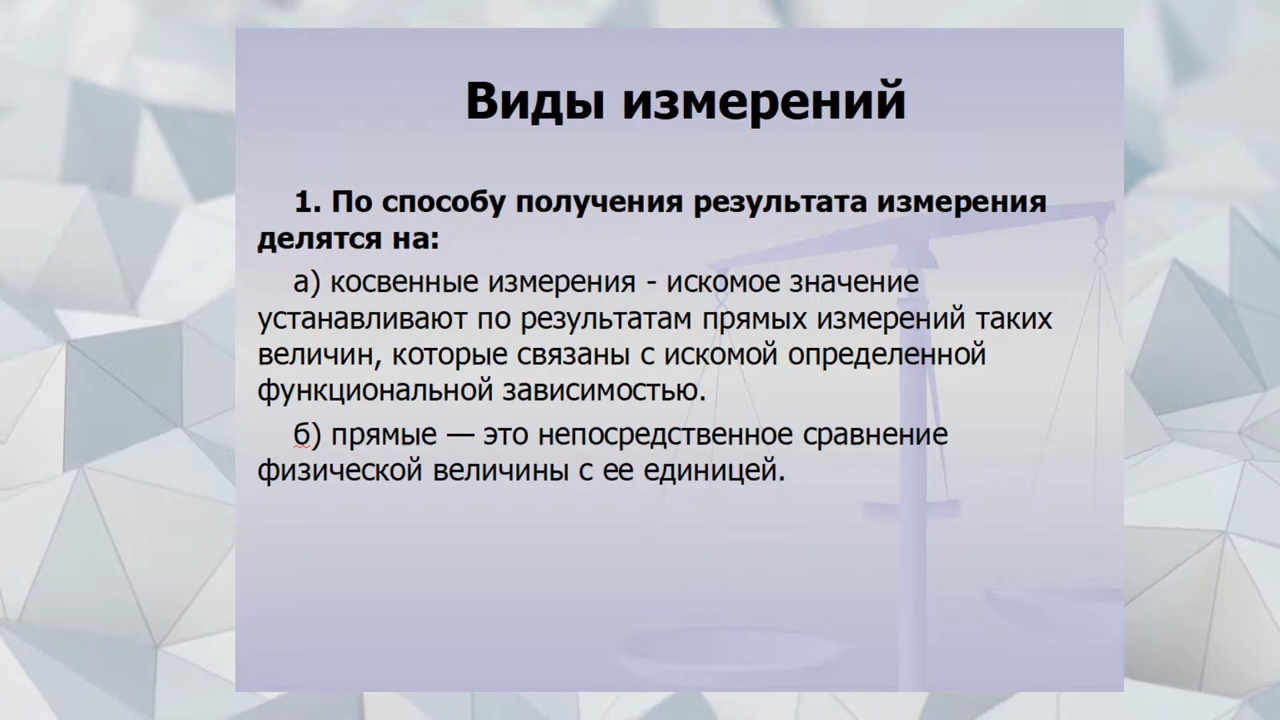 Виды измерений
1. По способу получения результата измерения
делятся на:
а) косвенные измерения - искомое значение
устанавливают по результатам прямых измерений таких
величин, которые связаны с искомой определенной
функциональной зависимостью.
б) прямые — это непосредственное сравнение
физической величины с ее единицей.